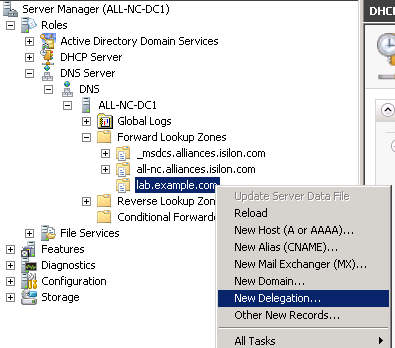 Server Manager (ALL-NC-DC1)
DHCP
Roles
Active Directory Domain Services
DHCP Server
DNS Server
DNS
ALL-NC-DC1
Global Logs
Forward Lookup Zones
_msdcs.alliances.isilon.com
all-nc.alliances.isilon.com
lab.example.com
Update Server Data File
Reverse Lookup Zon
Reload
Conditional Forwarde
New Host (A or AAAA)...
New Alias (CNAME)...
File Services
New Mail Exchanger (MX)...
Features
New Domain...
Diagnostics
New Delegation...
Configuration
Other New Records...
Storage
All Tasks